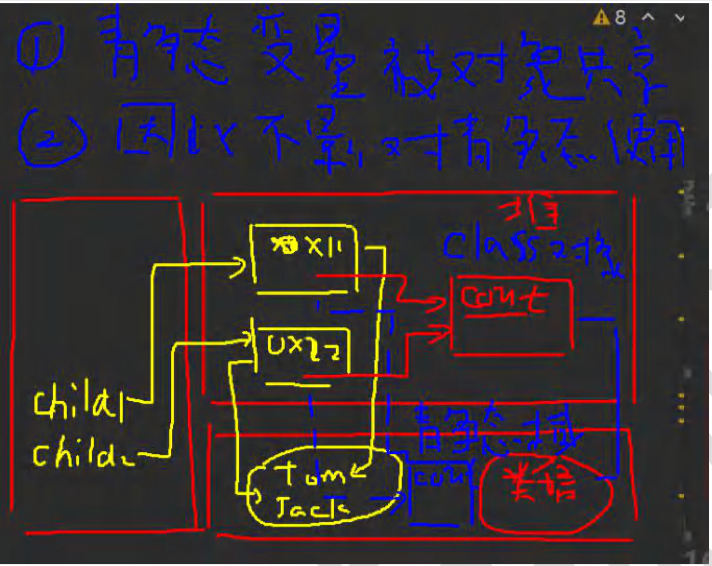 8
① 静态变量被对象共享
② 因此不影响对静态使用
堆
Class对象
0x11
count
0x22
child1
child2
静态域
Tom
Jack
coun